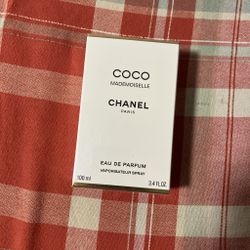 COCO
MADEMOISELLE
CHANEL
PARIS
EAU DE PARFUM
VAPORISATEUR SPRAY
100 ml 3.4 FL. OZ.